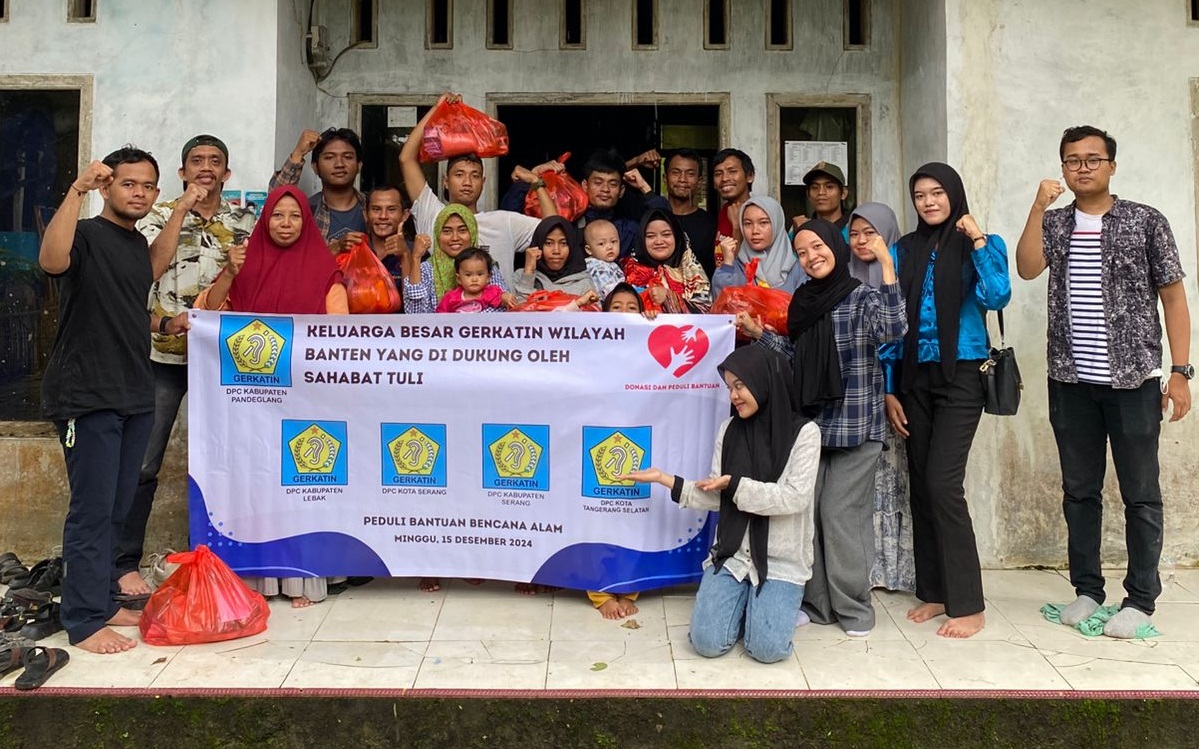 KELUARGA BESAR GERKATIN WILAYAH
BANTEN YANG DI DUKUNG OLEH
SAHABAT TULI
GERKATIN
DPC KABUPATEN
PANDEGLANG
DONASI DAN PEDULI BANTUAN
GERKATIN
DPC KABUPATEN
LEBAK
GERKATIN
DPC KOTA SERANG
GERKATIN
DPC KABUPATEN
SERANG
GERKATIN
DPC KOTA
TANGERANG SELATAN
PEDULI BANTUAN BENCANA ALAM
MINGGU, 15 DESEMBER 2024